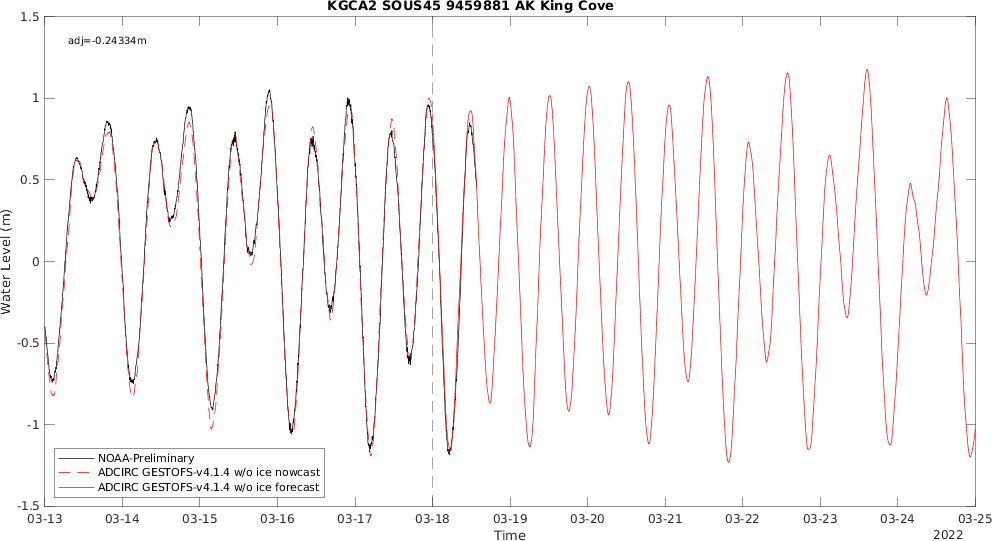 KGCA2 SOUS45 9459881 AK King Cove
adj=-0.24334m
Water Level (m)
1.5
1
0.5
0
-0.5
-1
-1.5
NOAA-Preliminary
ADCIRC GESTOFS-v4.1.4 w/o ice nowcast
ADCIRC GESTOFS-v4.1.4 w/o ice forecast
03-13 03-14 03-15 03-16 03-17 03-18 03-19 03-20 03-21 03-22 03-23 03-24 03-25
Time
2022